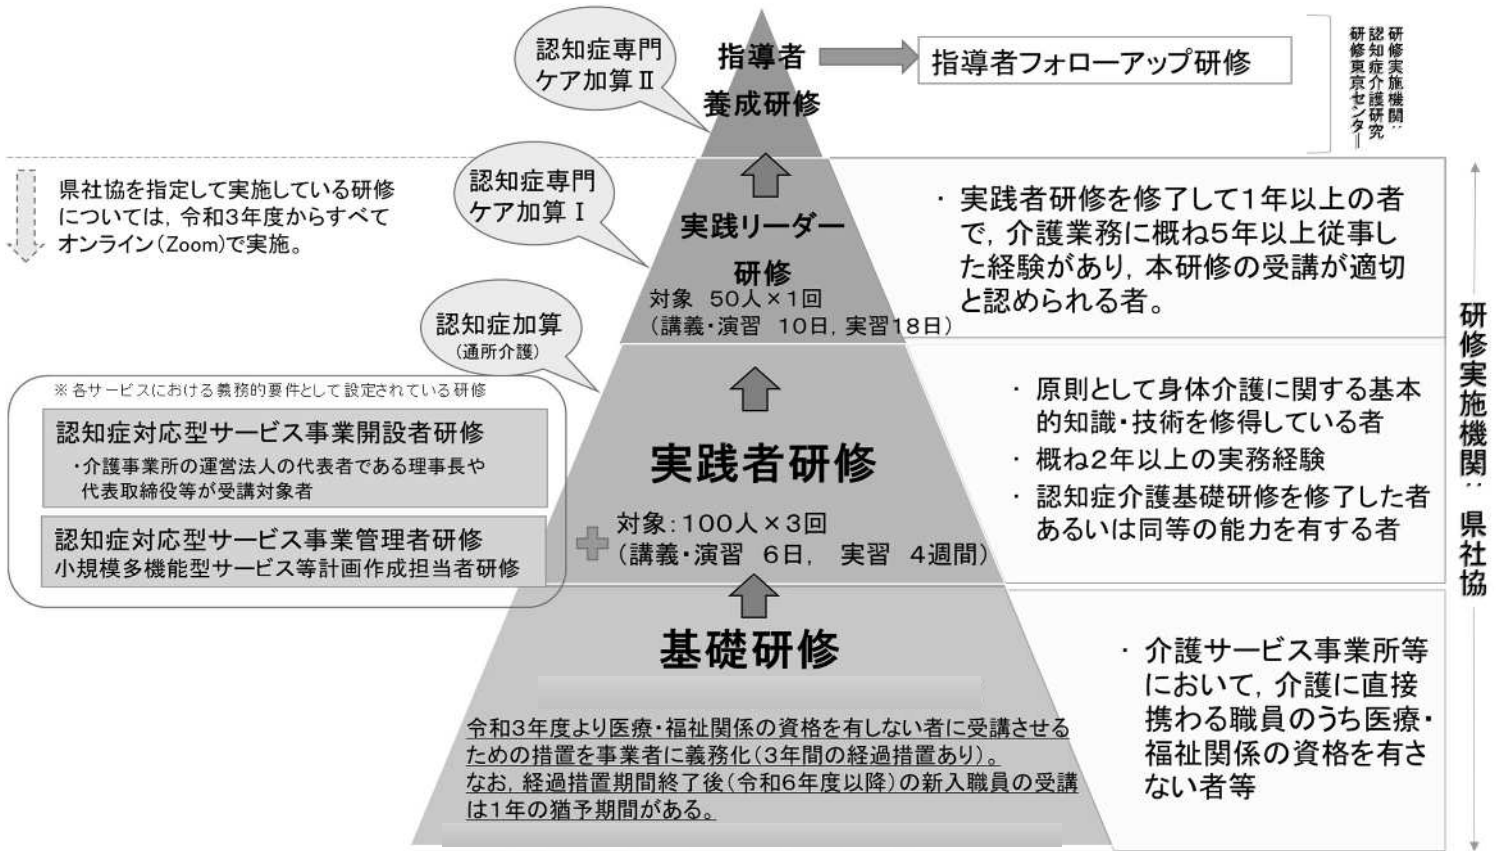 認知症専門
ケア加算Ⅱ
指導者
養成研修
指導者フォローアップ研修
研修実施機関：
認知症介護研究
研修東京センター
県社協を指定して実施している研修
については，令和3年度からすべて
オンライン（Zoom）で実施。
認知症専門
ケア加算Ⅰ
実践リーダー
研修
対象　50人×1回
（講義・演習　10日，実習18日）
・実践者研修を修了して1年以上の者
で，介護業務に概ね5年以上従事し
た経験があり，本研修の受講が適切
と認められる者。
認知症加算
（通所介護）
※各サービスにおける義務的要件として設定されている研修
認知症対応型サービス事業開設者研修
・介護事業所の運営法人の代表者である理事長や
代表取締役等が受講対象者
認知症対応型サービス事業管理者研修
小規模多機能型サービス等計画作成担当者研修
実践者研修
対象：100人×3回
（講義・演習　6日，　実習　4週間）
・原則として身体介護に関する基本
的知識・技術を修得している者
・概ね2年以上の実務経験
・認知症介護基礎研修を修了した者
あるいは同等の能力を有する者
研修実施機関：県社協
基礎研修
令和3年度より医療・福祉関係の資格を有しない者に受講させる
ための措置を事業者に義務化（3年間の経過措置あり）。
なお，経過措置期間終了後（令和6年度以降）の新入職員の受講
は1年の猶予期間がある。
・介護サービス事業所等
において，介護に直接
携わる職員のうち医療・
福祉関係の資格を有さ
ない者等